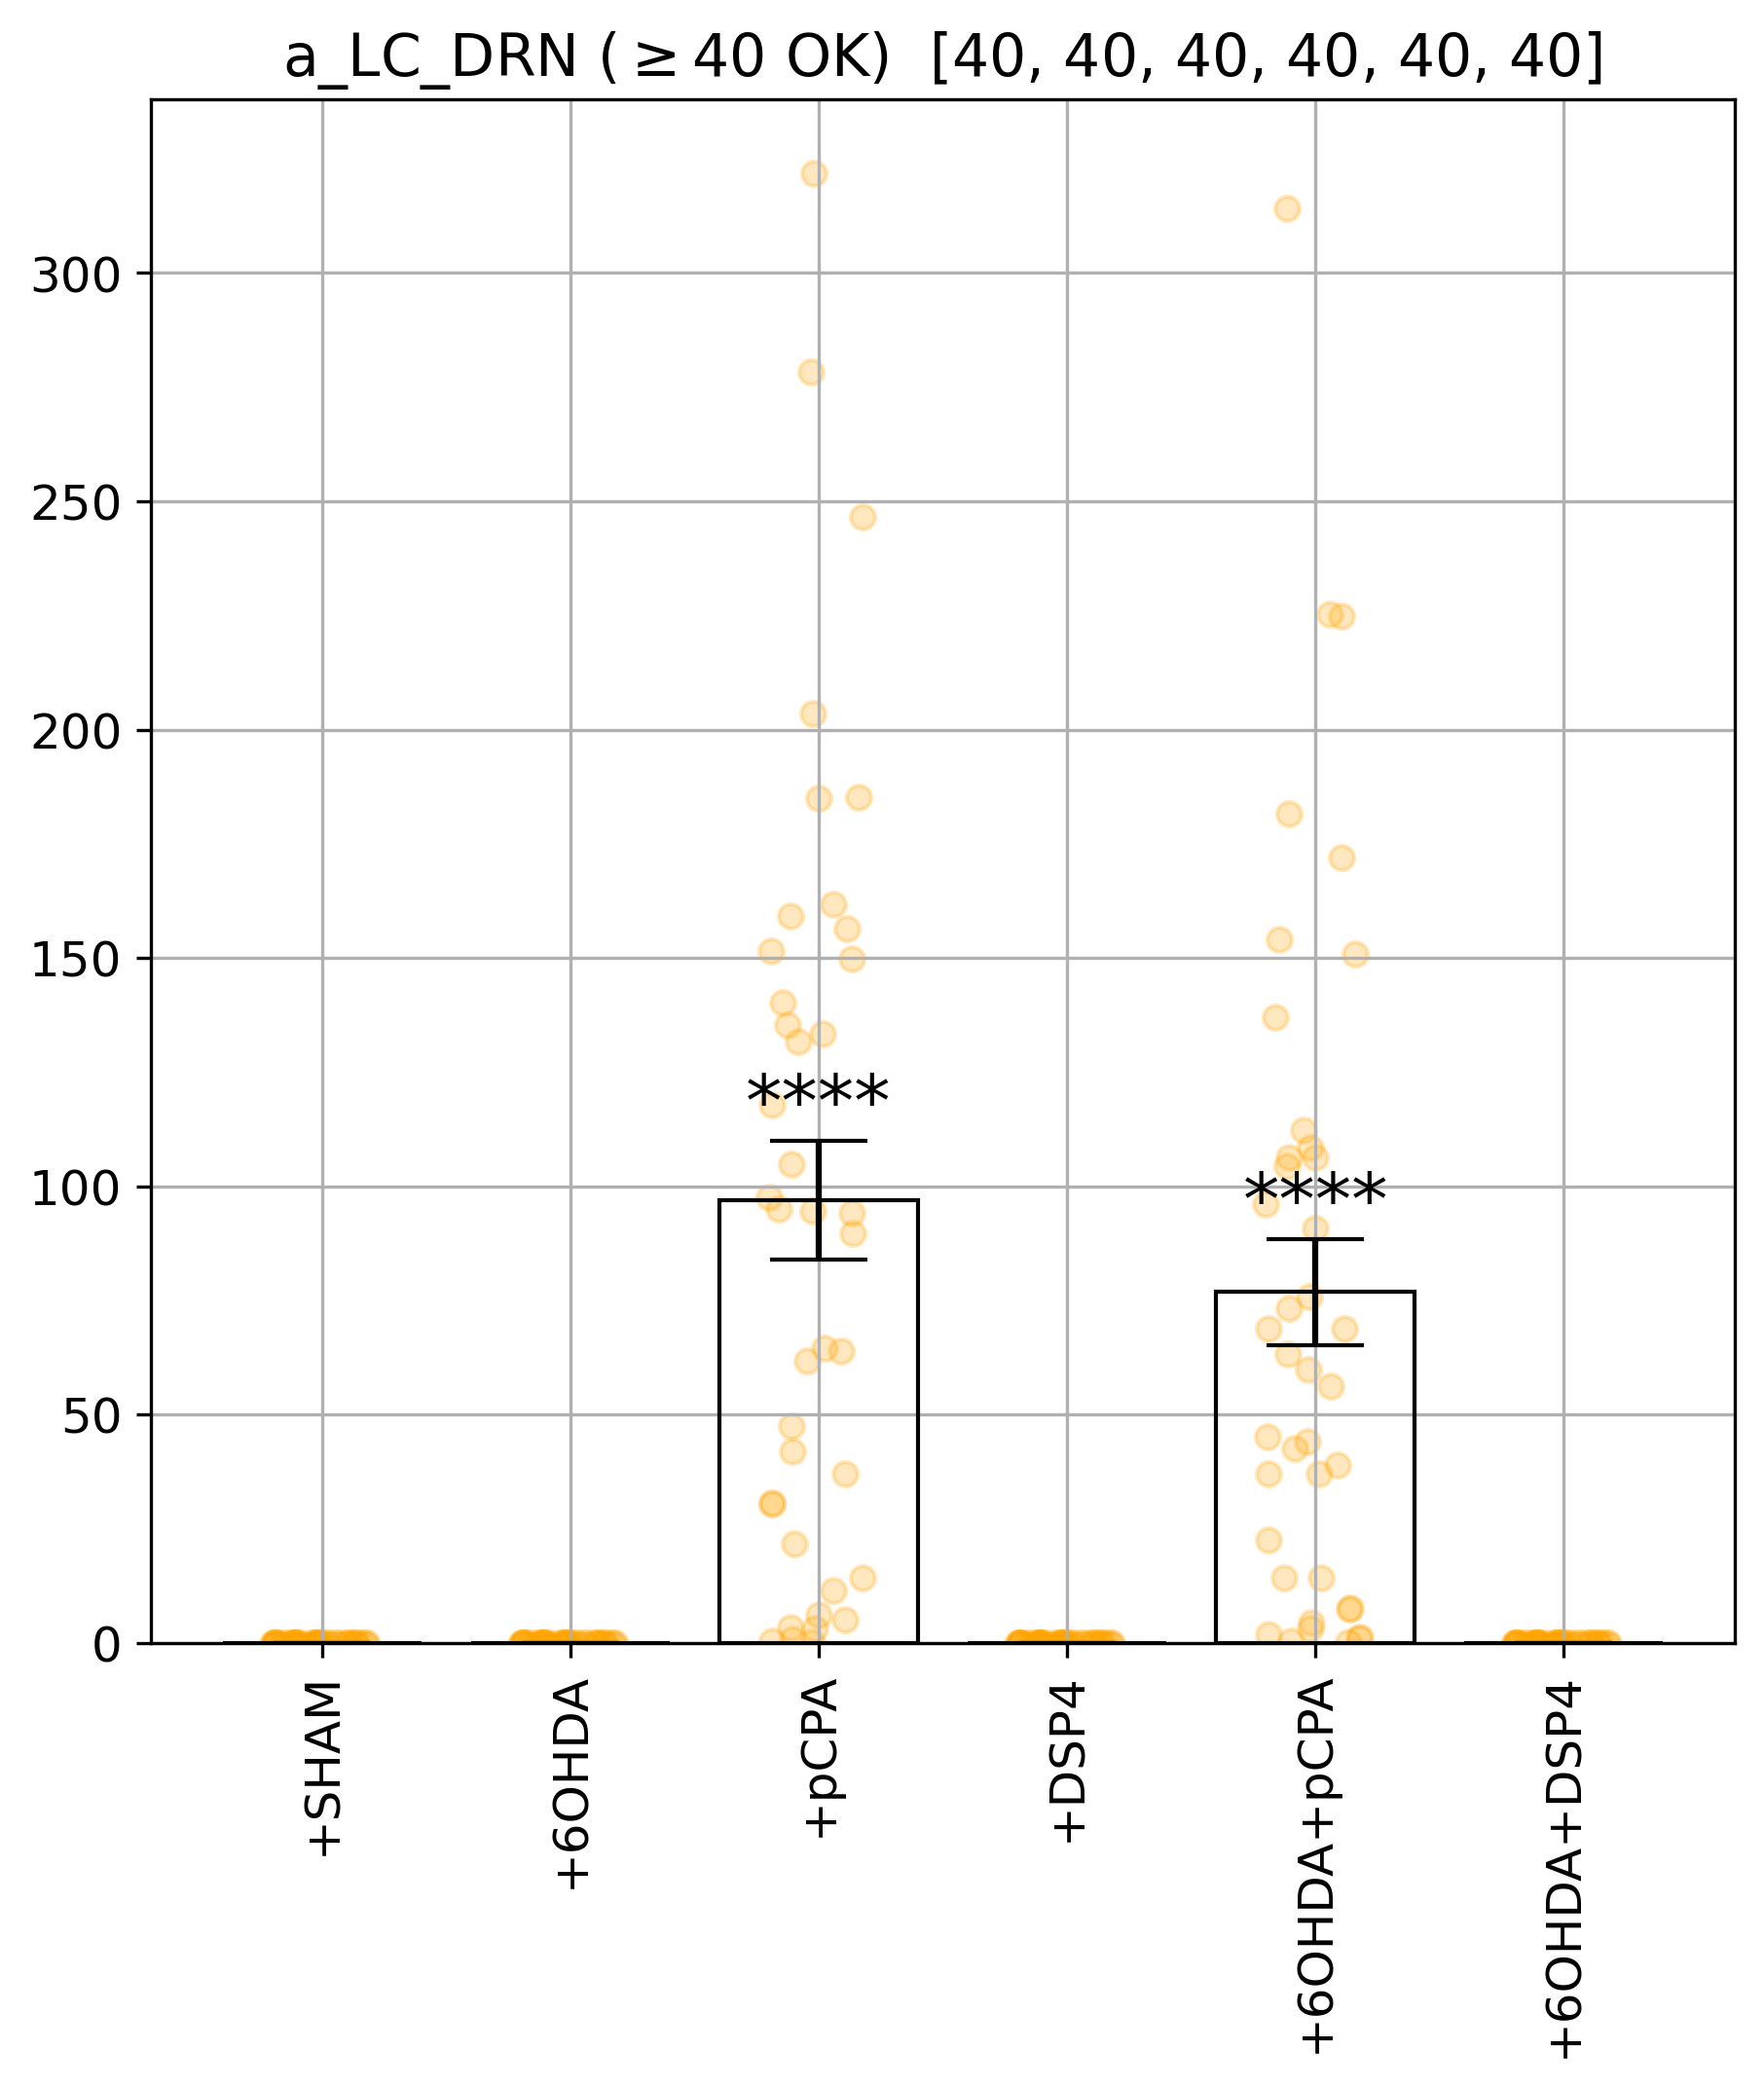 a_LC_DRN (≥40 OK)  [40, 40, 40, 40, 40, 40]
300
250
200
150
100
50
0
****
****
+SHAM
+6OHDA
+pCPA
+DSP4
+6OHDA+pCPA
+6OHDA+DSP4